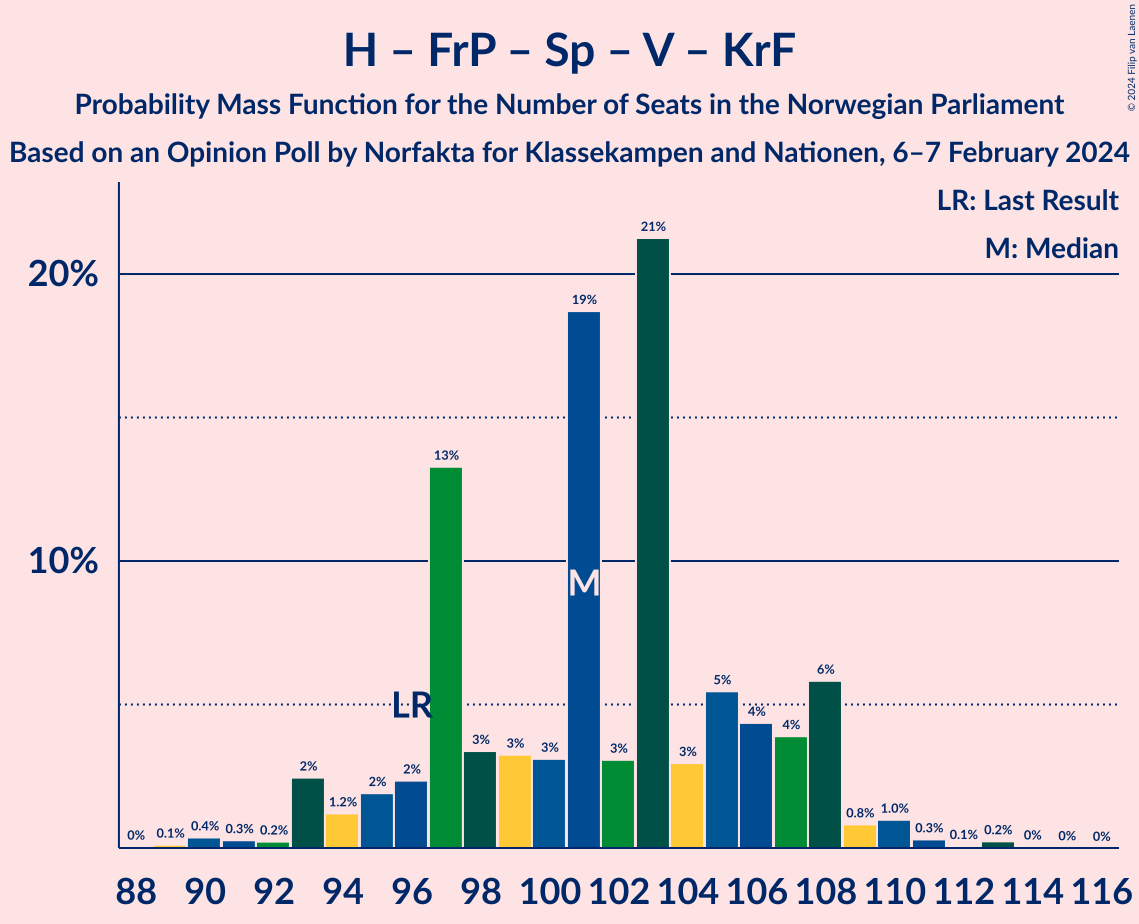 H – FrP – Sp – V – KrF
Probability Mass Function for the Number of Seats in the Norwegian Parliament
Based on an Opinion Poll by Norfakta for Klassekampen and Nationen, 6–7 February 2024
© 2024 Filip van Laenen
LR: Last Result
M: Median
20%
10%
0% 0.1% 0.4% 0.3% 0.2% 2% 1.2% 2% 2% 13% 3% 3% 3% 19% 3% 21% 3% 5% 4% 4% 6% 0.8% 1.0% 0.3% 0.1% 0.2% 0% 0% 0%
LR
M
88 90 92 94 96 98 100 102 104 106 108 110 112 114 116